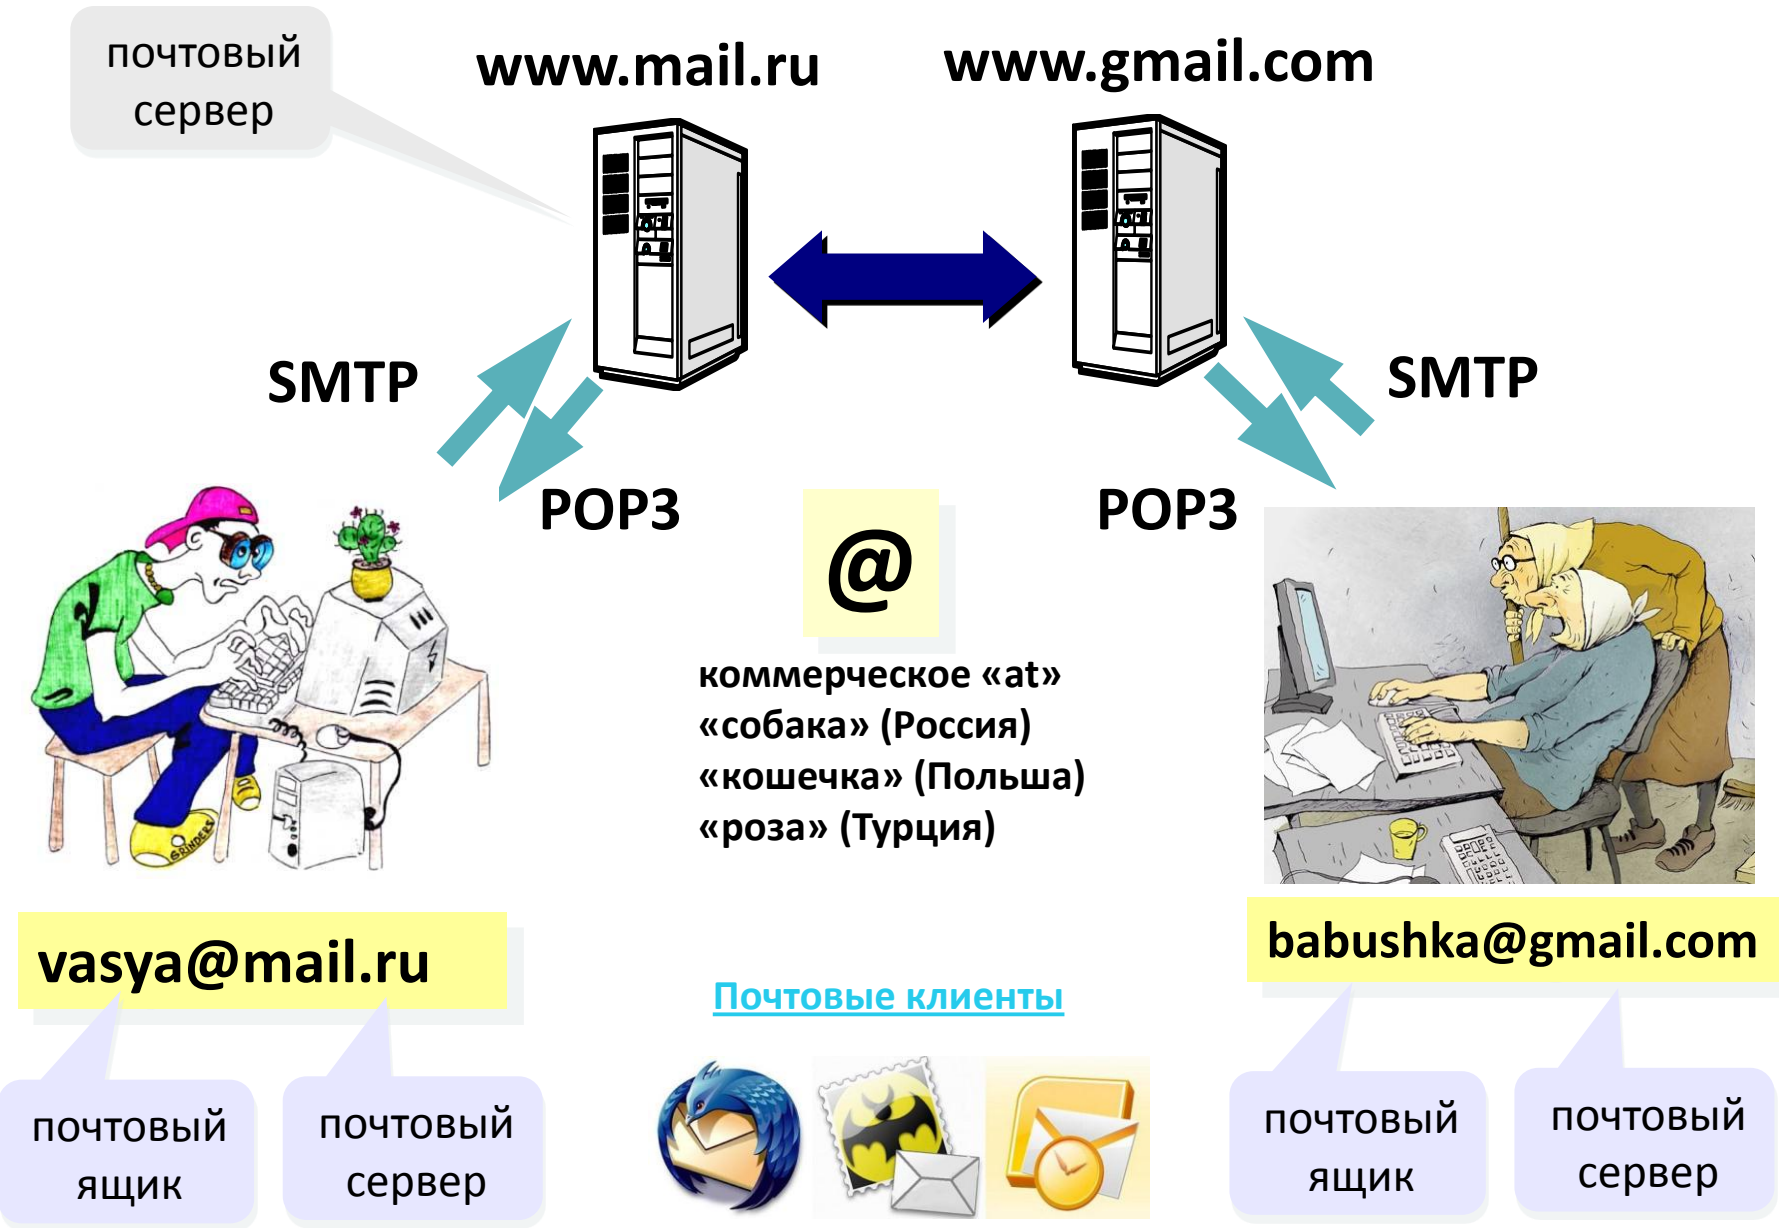 почтовый
сервер
www.mail.ru
www.gmail.com
SMTP
SMTP
POP3
POP3
@
коммерческое «at»
«собака» (Россия)
«кошечка» (Польша)
«роза» (Турция)
GRINDERS
vasya@mail.ru
babushka@gmail.com
Почтовые клиенты
почтовый
ящик
почтовый
сервер
почтовый
ящик
почтовый
сервер